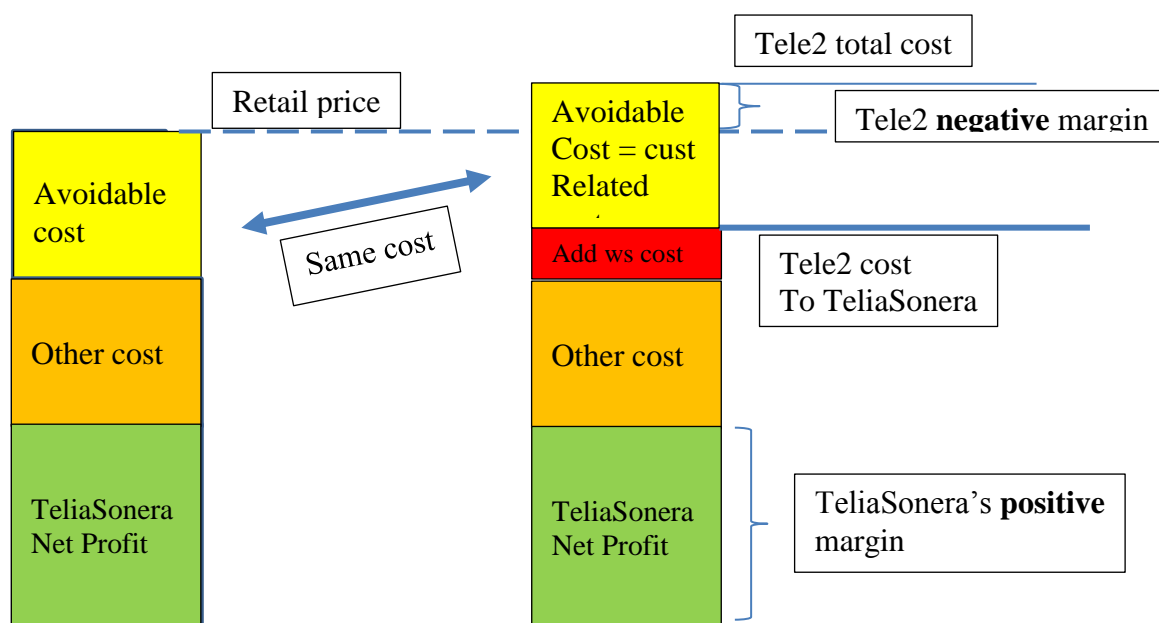 Tele2 total cost
Retail price
Tele2 negative margin
Avoidable
cost
Avoidable
Cost = cust
Related
Same cost
Add ws cost
Tele2 cost
To TeliaSonera
Other cost
Other cost
TeliaSonera
Net Profit
TeliaSonera
Net Profit
TeliaSonera’s positive
margin